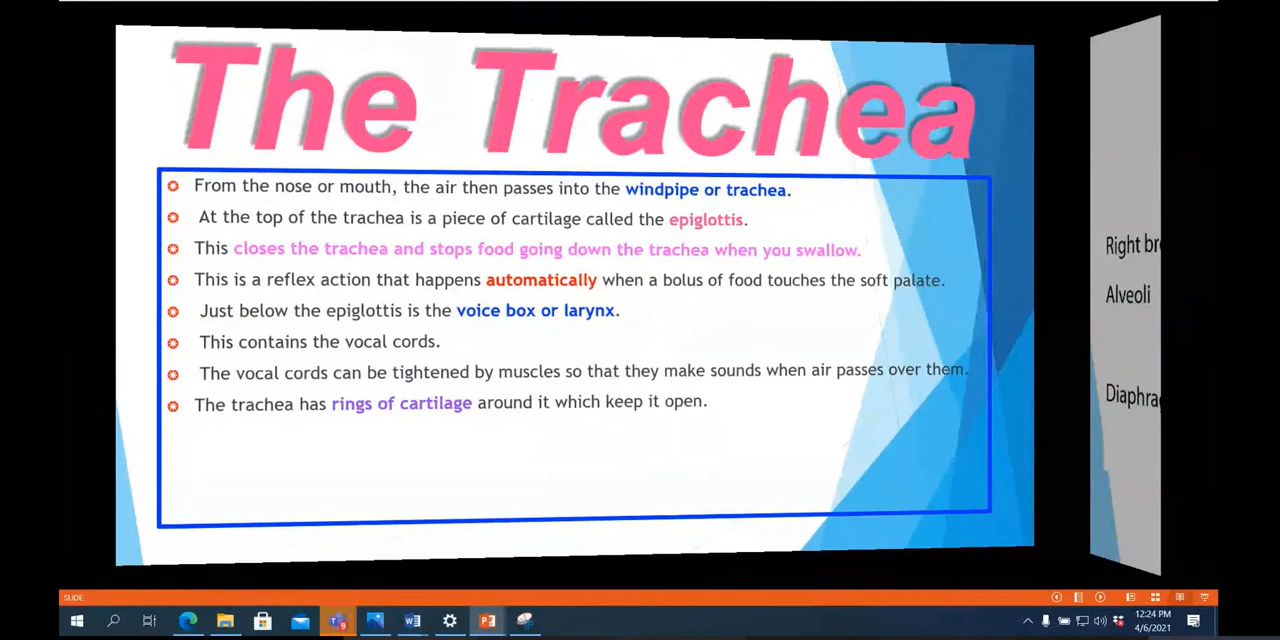 The Trachea
From the nose or mouth, the air then passes into the windpipe or trachea.
At the top of the trachea is a piece of cartilage called the epiglottis.
This closes the trachea and stops food going down the trachea when you swallow.
This is a reflex action that happens automatically when a bolus of food touches the soft palate.
Just below the epiglottis is the voice box or larynx.
This contains the vocal cords.
The vocal cords can be tightened by muscles so that they make sounds when air passes over them.
The trachea has rings of cartilage around it which keep it open.
Right br
Alveoli
Diaphrag
SLIDE
12:24 PM
4/6/2021